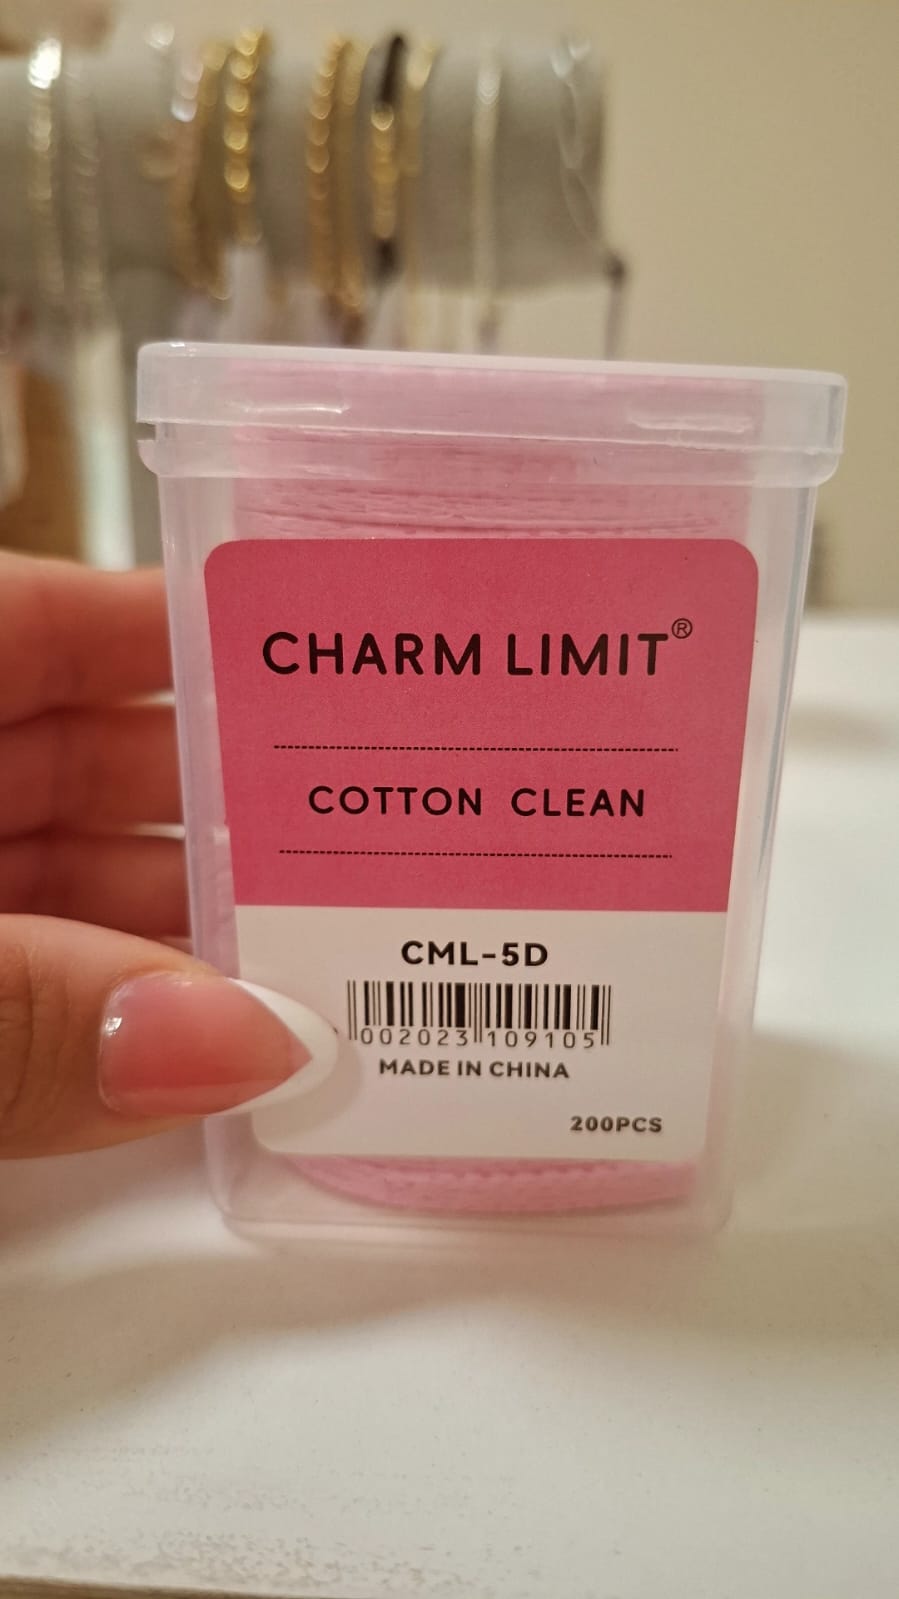 CHARM LIMIT®
COTTON CLEAN
CML-5D
002023 109105
MADE IN CHINA
200PCS